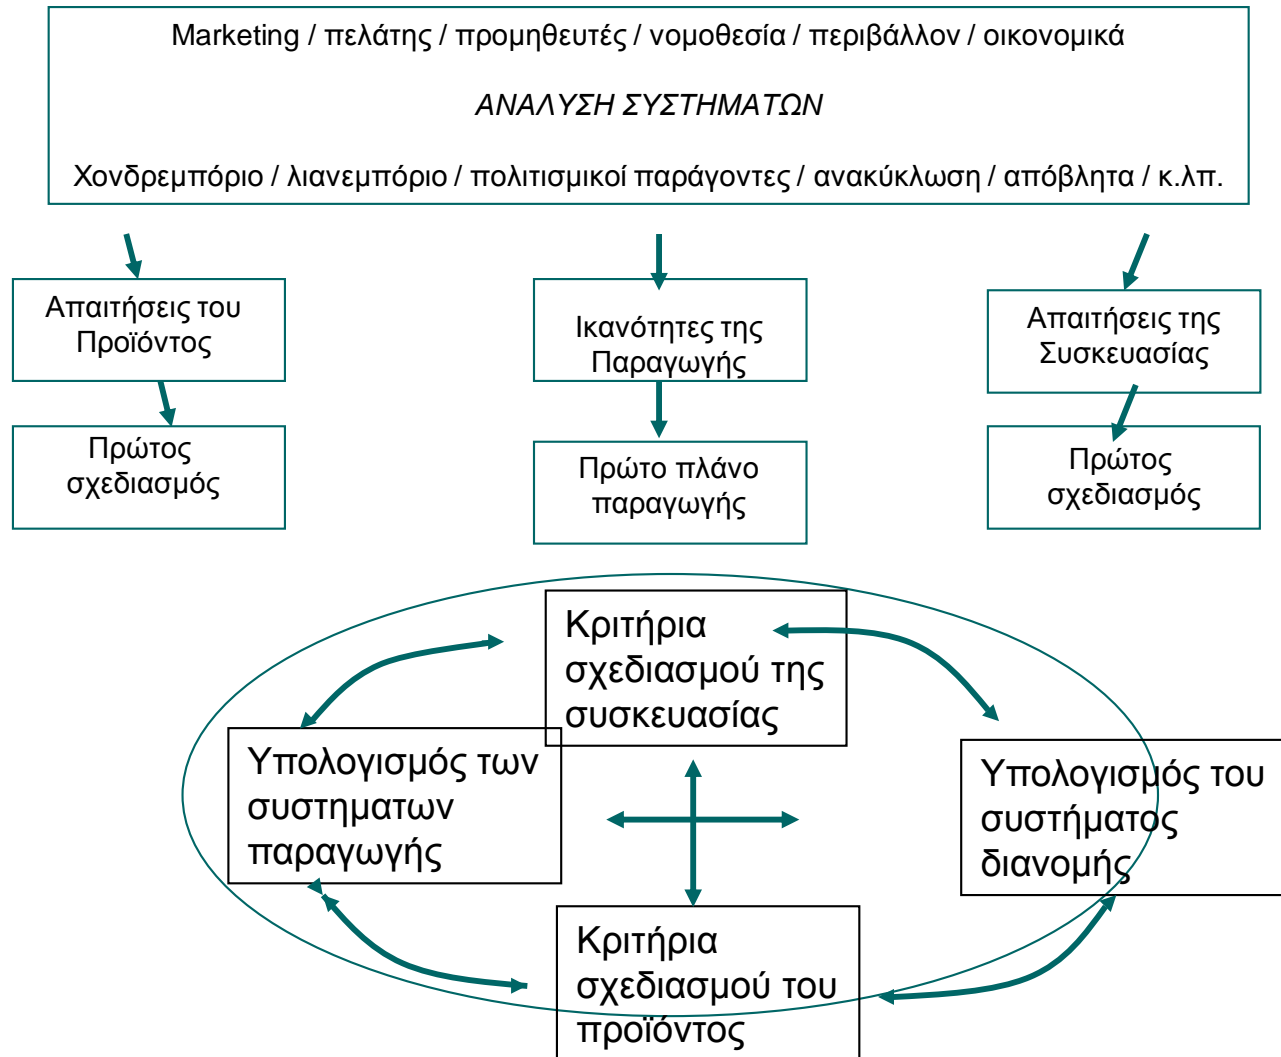 Marketing / πελάτης / προμηθευτές / νομοθεσία / περιβάλλον / οικονομικά
ΑΝΑΛΥΣΗ ΣΥΣΤΗΜΑΤΩΝ
Χονδρεμπόριο / λιανεμπόριο / πολιτισμικοί παράγοντες / ανακύκλωση / απόβλητα / κ.λπ.
Απαιτήσεις του
Προϊόντος
Ικανότητες της
Παραγωγής
Απαιτήσεις της
Συσκευασίας
Πρώτος
σχεδιασμός
Πρώτο πλάνο
παραγωγής
Πρώτος
σχεδιασμός
Κριτήρια
σχεδιασμού της
συσκευασίας
Υπολογισμός των
συστηματων
παραγωγής
Υπολογισμός του
συστήματος
διανομής
Κριτήρια
σχεδιασμού του
προϊόντος